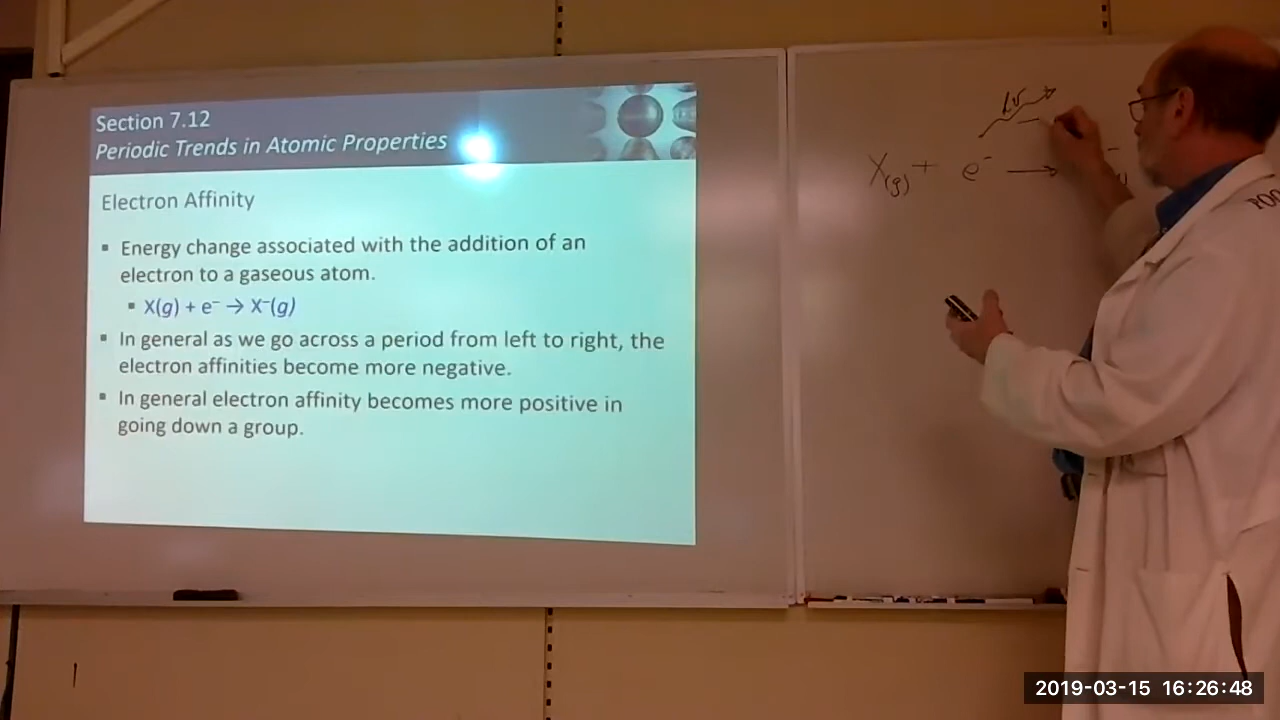 Section 7.12
Periodic Trends in Atomic Properties
Electron Affinity
▪ Energy change associated with the addition of an
electron to a gaseous atom.
▪ X(g) + e⁻ → X⁻(g)
▪ In general as we go across a period from left to right, the
electron affinities become more negative.
▪ In general electron affinity becomes more positive in
going down a group.
X(g) + e⁻ →
2019-03-15 16:26:48